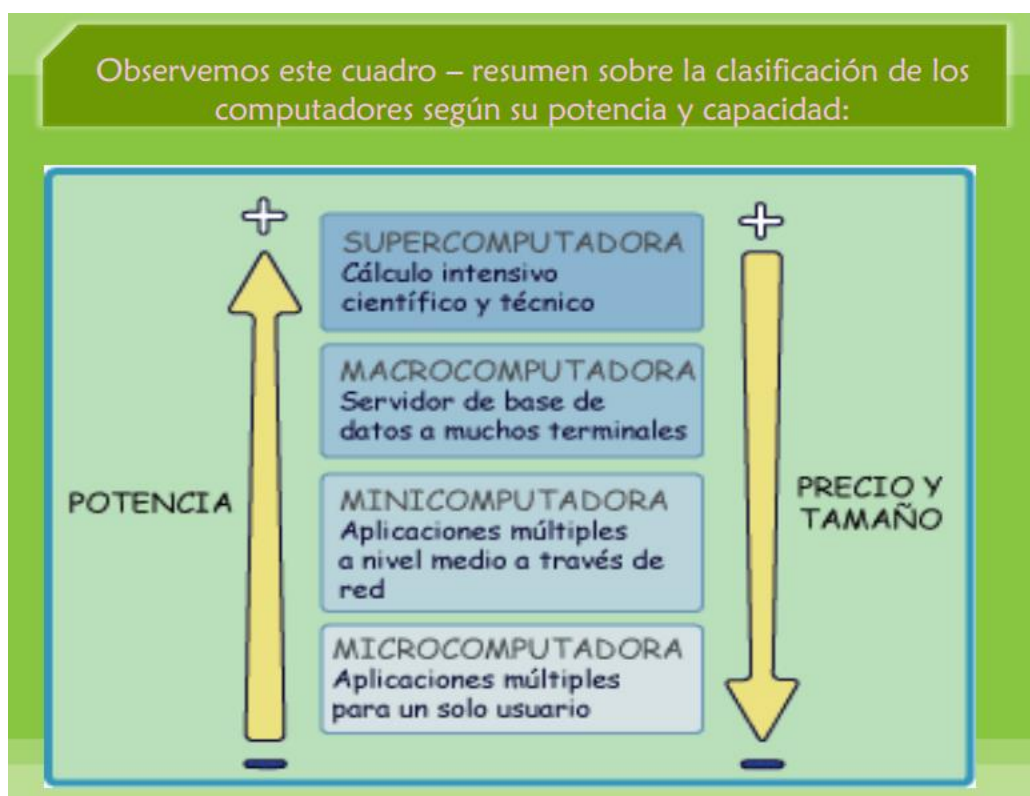 Observemos este cuadro – resumen sobre la clasificación de los
computadores según su potencia y capacidad:
+
+
SUPERCOMPUTADORA
Cálculo intensivo
científico y técnico
MACROCOMPUTADORA
Servidor de base de
datos a muchos terminales
POTENCIA
MINICOMPUTADORA
Aplicaciones múltiples
a nivel medio a través de
red
PRECIO Y
TAMAÑO
MICROCOMPUTADORA
Aplicaciones múltiples
para un solo usuario
-
-